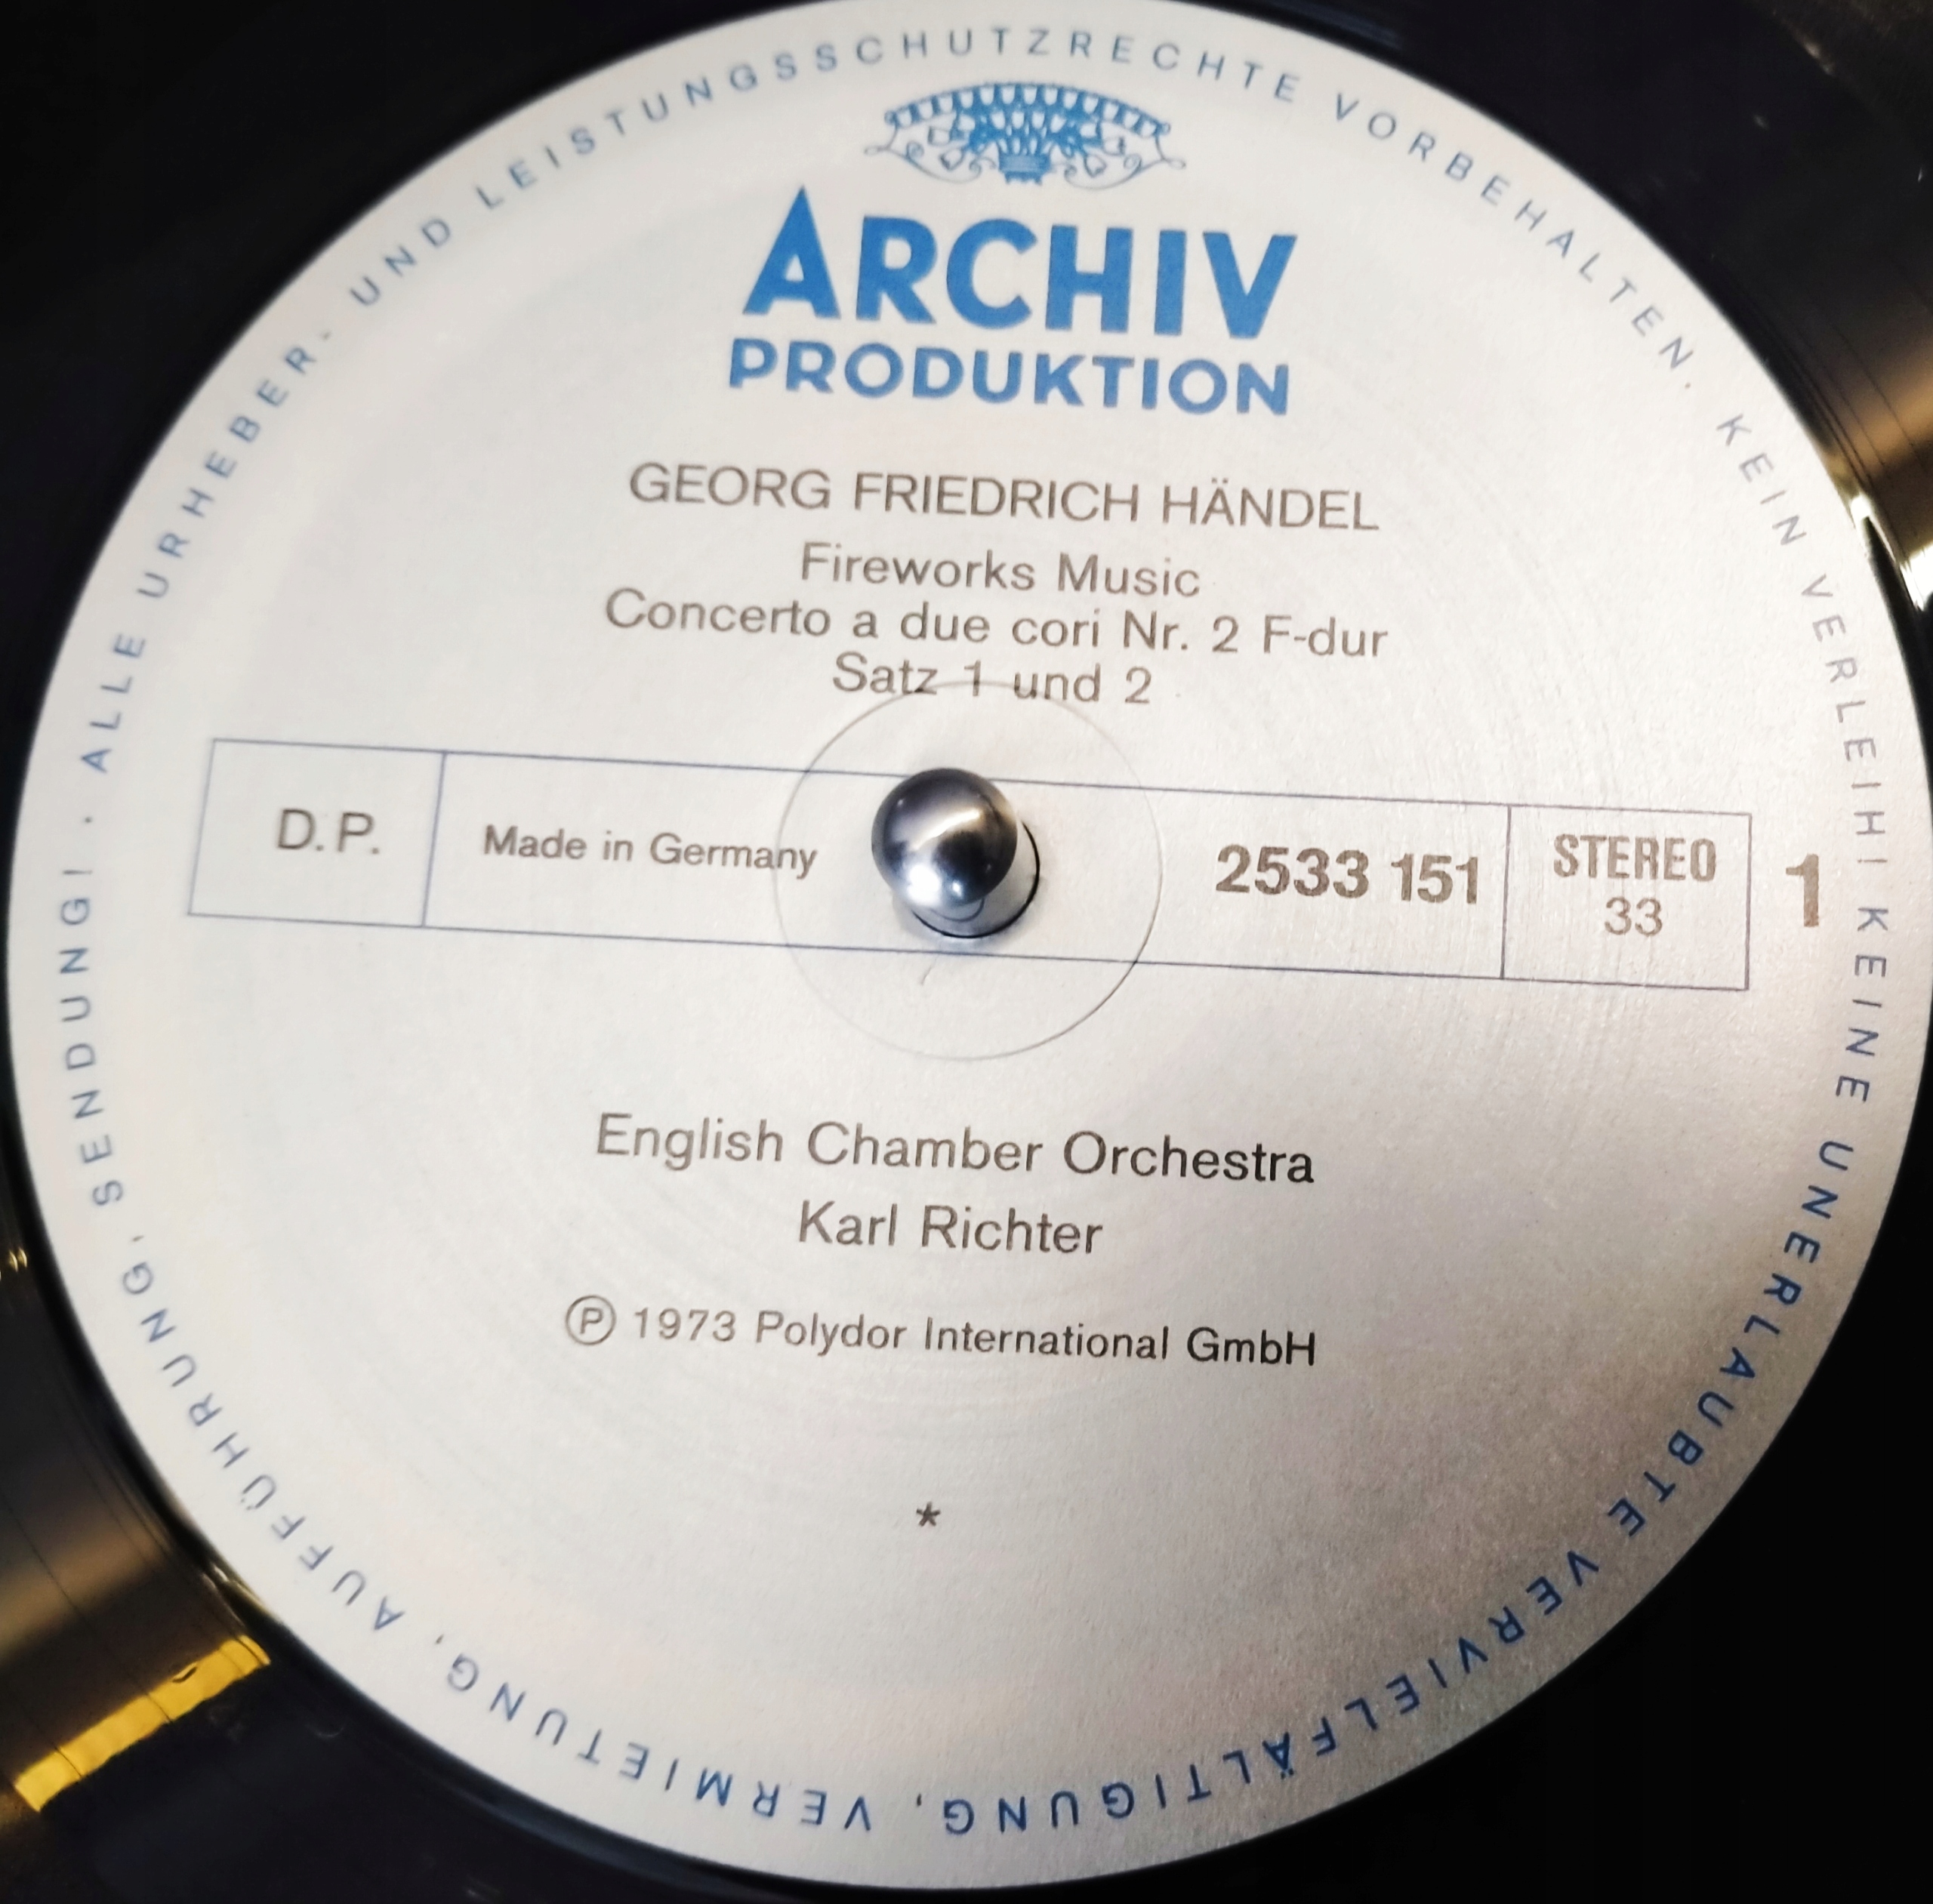 ARCHIV
PRODUKTION
GEORG FRIEDRICH HÄNDEL
Fireworks Music
Concerto a due cori Nr. 2 F-dur
Satz 1 und 2
D.P.
Made in Germany
2533 151
STEREO
33
1
English Chamber Orchestra
Karl Richter
Ⓟ 1973 Polydor International GmbH
*
ALLE URHEBER- UND LEISTUNGSSCHUTZRECHTE VORBEHALTEN. KEIN VERLEIH! KEINE UNERLAUBTE VERVIELFÄLTIGUNG, VERMIETUNG, AUFFÜHRUNG, SENDUNG! ·